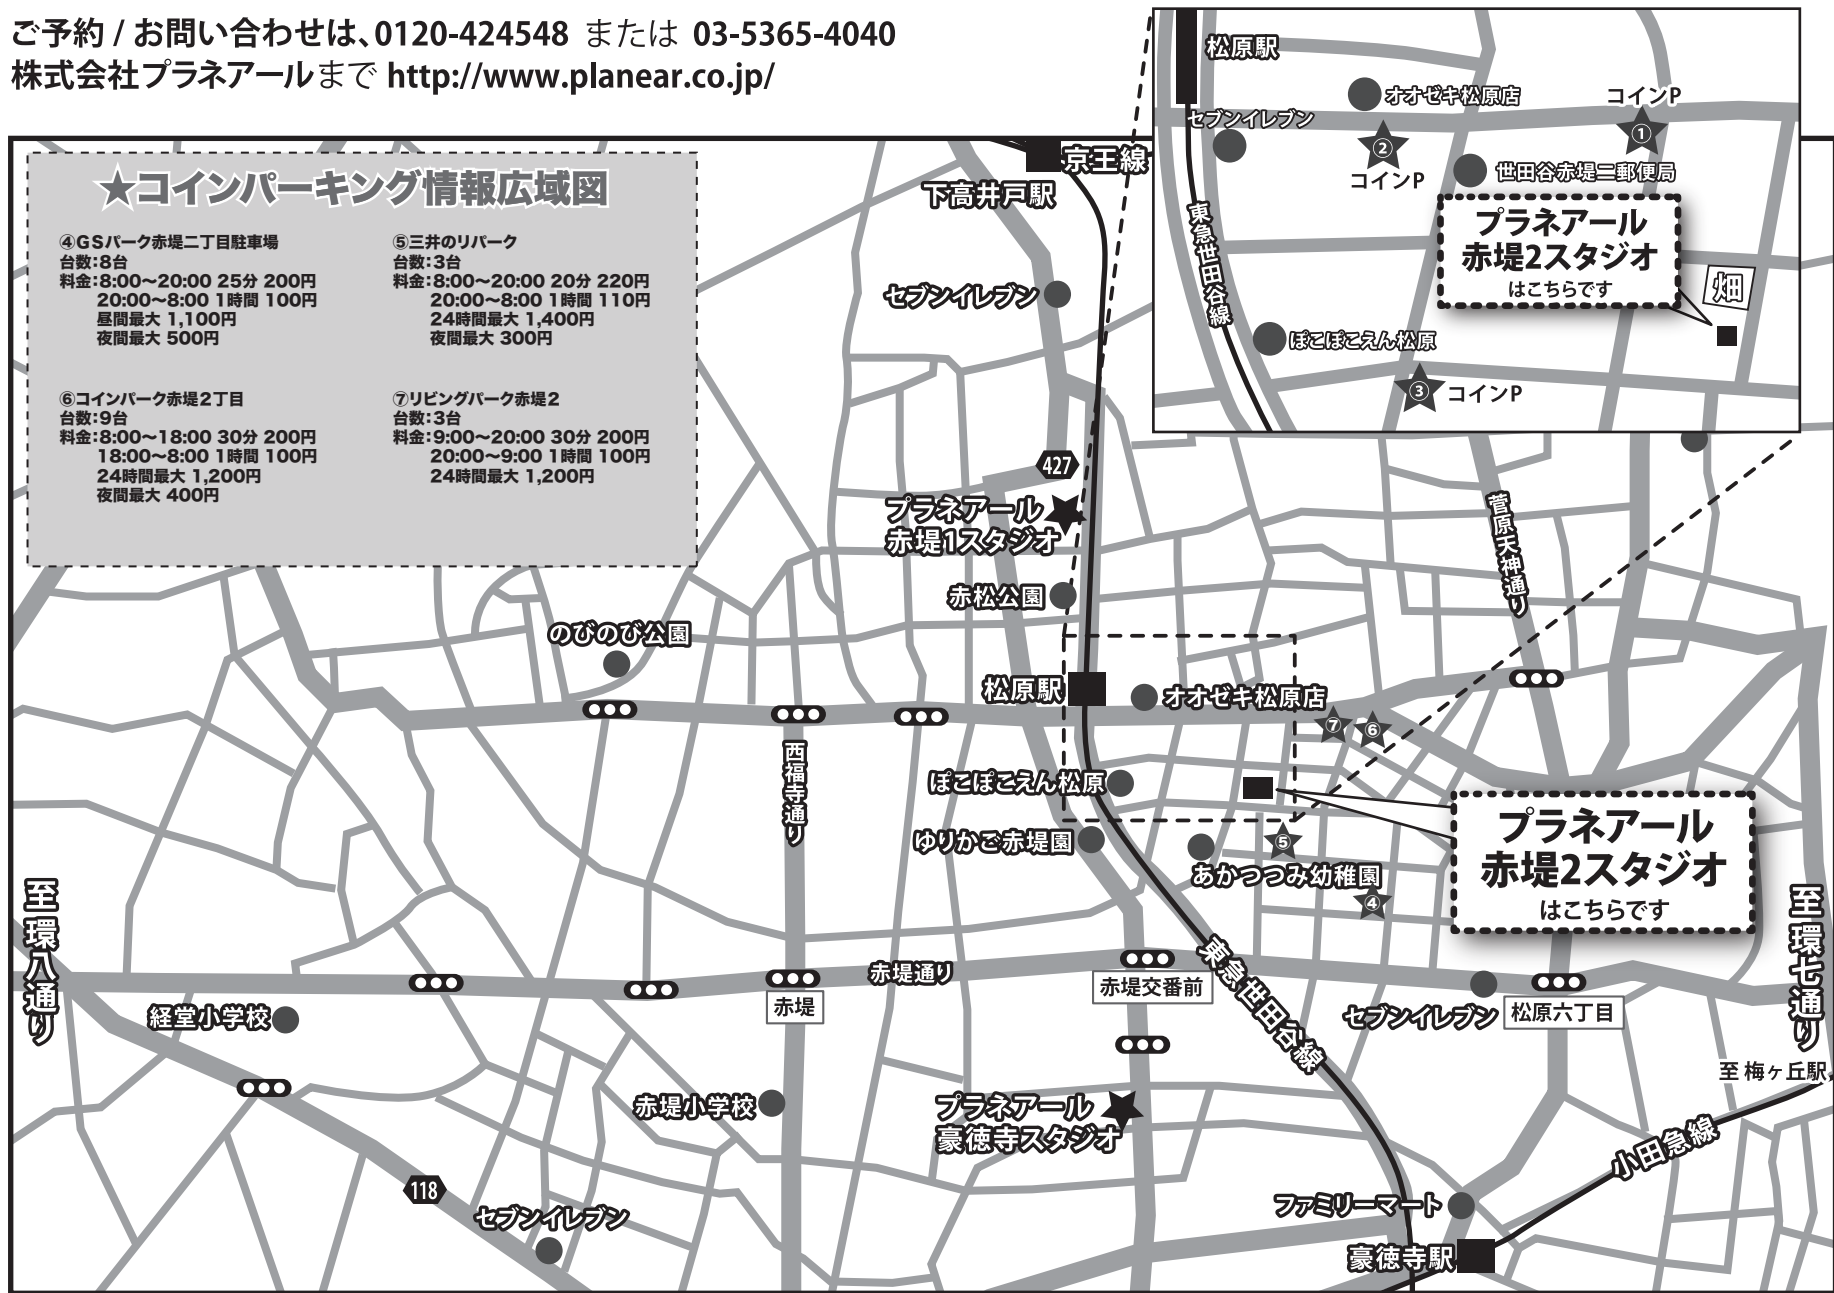 ご予約 / お問い合わせは、0120-424548 または 03-5365-4040
株式会社プラネアールまで http://www.planear.co.jp/
★コインパーキング情報広域図
④GSパーク赤堤二丁目駐車場
台数:8台
料金:8:00〜20:00 25分 200円
20:00〜8:00 1時間 100円
昼間最大 1,100円
夜間最大 500円
⑤三井のリパーク
台数:3台
料金:8:00〜20:00 20分 220円
20:00〜8:00 1時間 110円
24時間最大 1,400円
夜間最大 300円
⑥コインパーク赤堤2丁目
台数:9台
料金:8:00〜18:00 30分 200円
18:00〜8:00 1時間 100円
24時間最大 1,200円
夜間最大 400円
⑦リビングパーク赤堤2
台数:3台
料金:9:00〜20:00 30分 200円
20:00〜9:00 1時間 100円
24時間最大 1,200円
松原駅
オオゼキ松原店
コインP
①
セブンイレブン
②
コインP
世田谷赤堤二郵便局
プラネアール
赤堤2スタジオ
はこちらです
東急世田谷線
畑
ぽこぽこえん松原
③
コインP
京王線
下高井戸駅
セブンイレブン
427
プラネアール
赤堤1スタジオ
菅原天神通り
赤松公園
のびのび公園
松原駅
オオゼキ松原店
⑦
⑥
西福寺通り
ぽこぽこえん松原
ゆりかご赤堤園
⑤
あかつつみ幼稚園
④
プラネアール
赤堤2スタジオ
はこちらです
至環八通り
至環七通り
赤堤通り
東急世田谷線
赤堤
赤堤交番前
セブンイレブン
松原六丁目
経堂小学校
至 梅ヶ丘駅
赤堤小学校
プラネアール
豪徳寺スタジオ
小田急線
118
セブンイレブン
ファミリーマート
豪徳寺駅